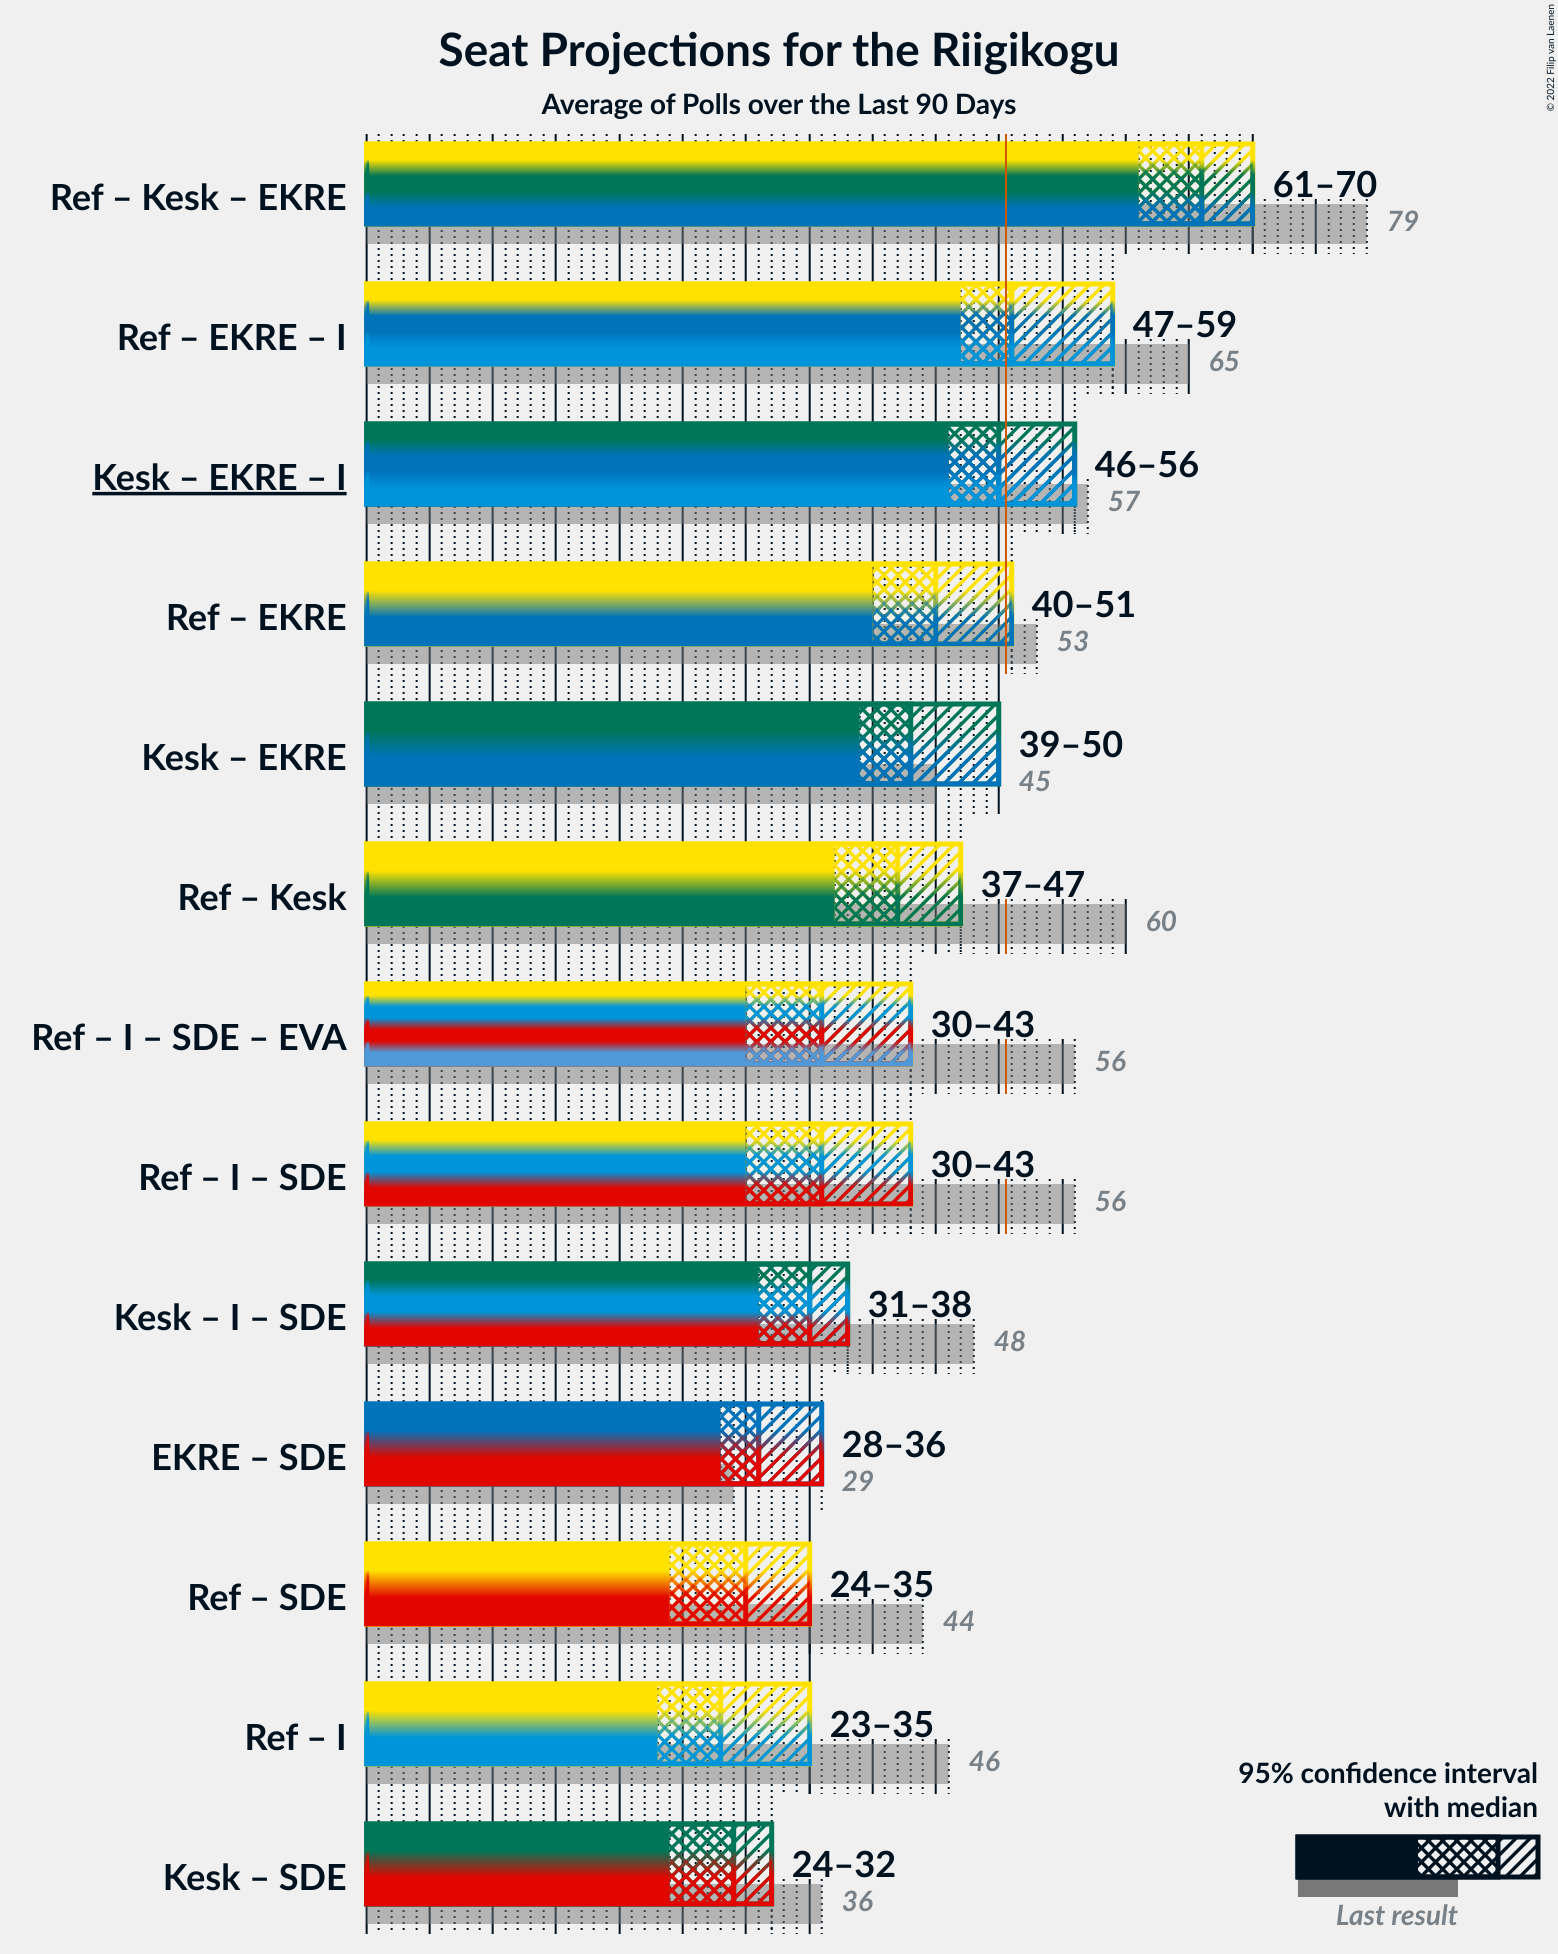 Seat Projections for the Riigikogu
Average of Polls over the Last 90 Days
© 2022 Filip van Laenen
Ref – Kesk – EKRE
61–70
79
Ref – EKRE – I
47–59
65
Kesk – EKRE – I
46–56
57
Ref – EKRE
40–51
53
Kesk – EKRE
39–50
45
Ref – Kesk
37–47
60
Ref – I – SDE – EVA
30–43
56
Ref – I – SDE
30–43
56
Kesk – I – SDE
31–38
48
EKRE – SDE
28–36
29
Ref – SDE
24–35
44
Ref – I
23–35
46
Kesk – SDE
24–32
36
95% confidence interval
with median
Last result